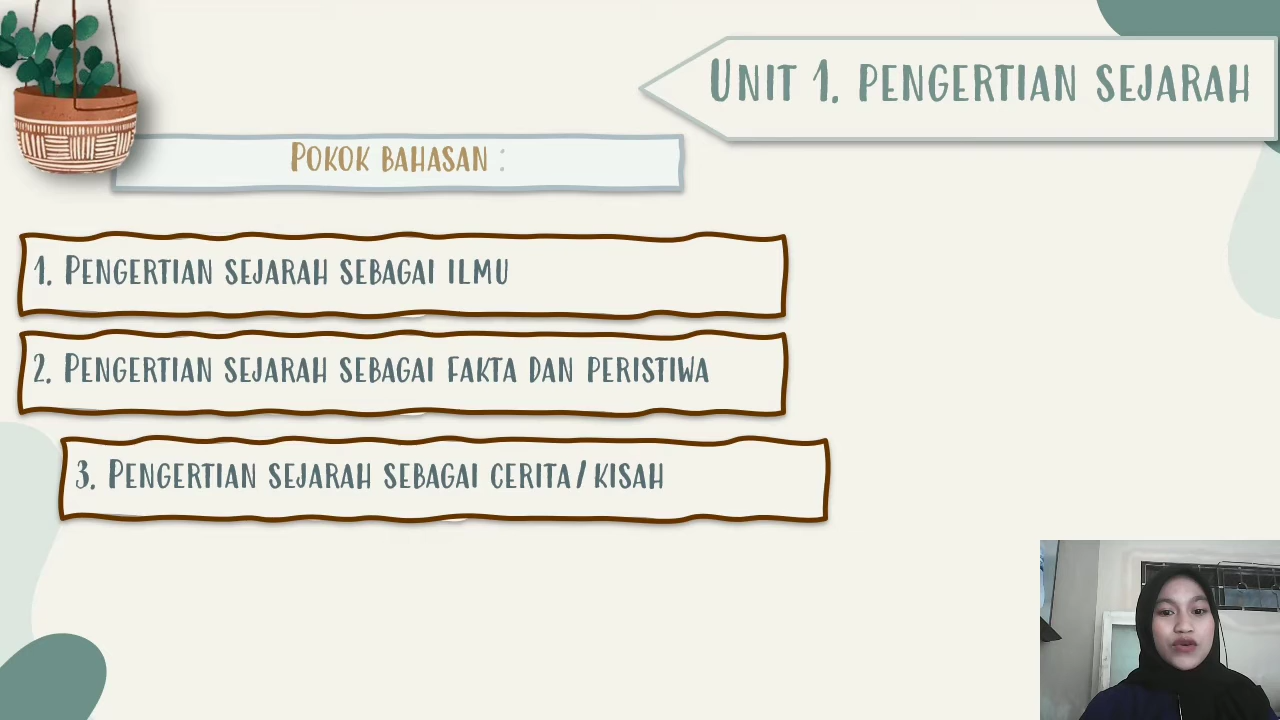 Unit 1. Pengertian sejarah
Pokok bahasan :
1. Pengertian sejarah sebagai ilmu
2. Pengertian sejarah sebagai fakta dan peristiwa
3. Pengertian sejarah sebagai cerita/kisah